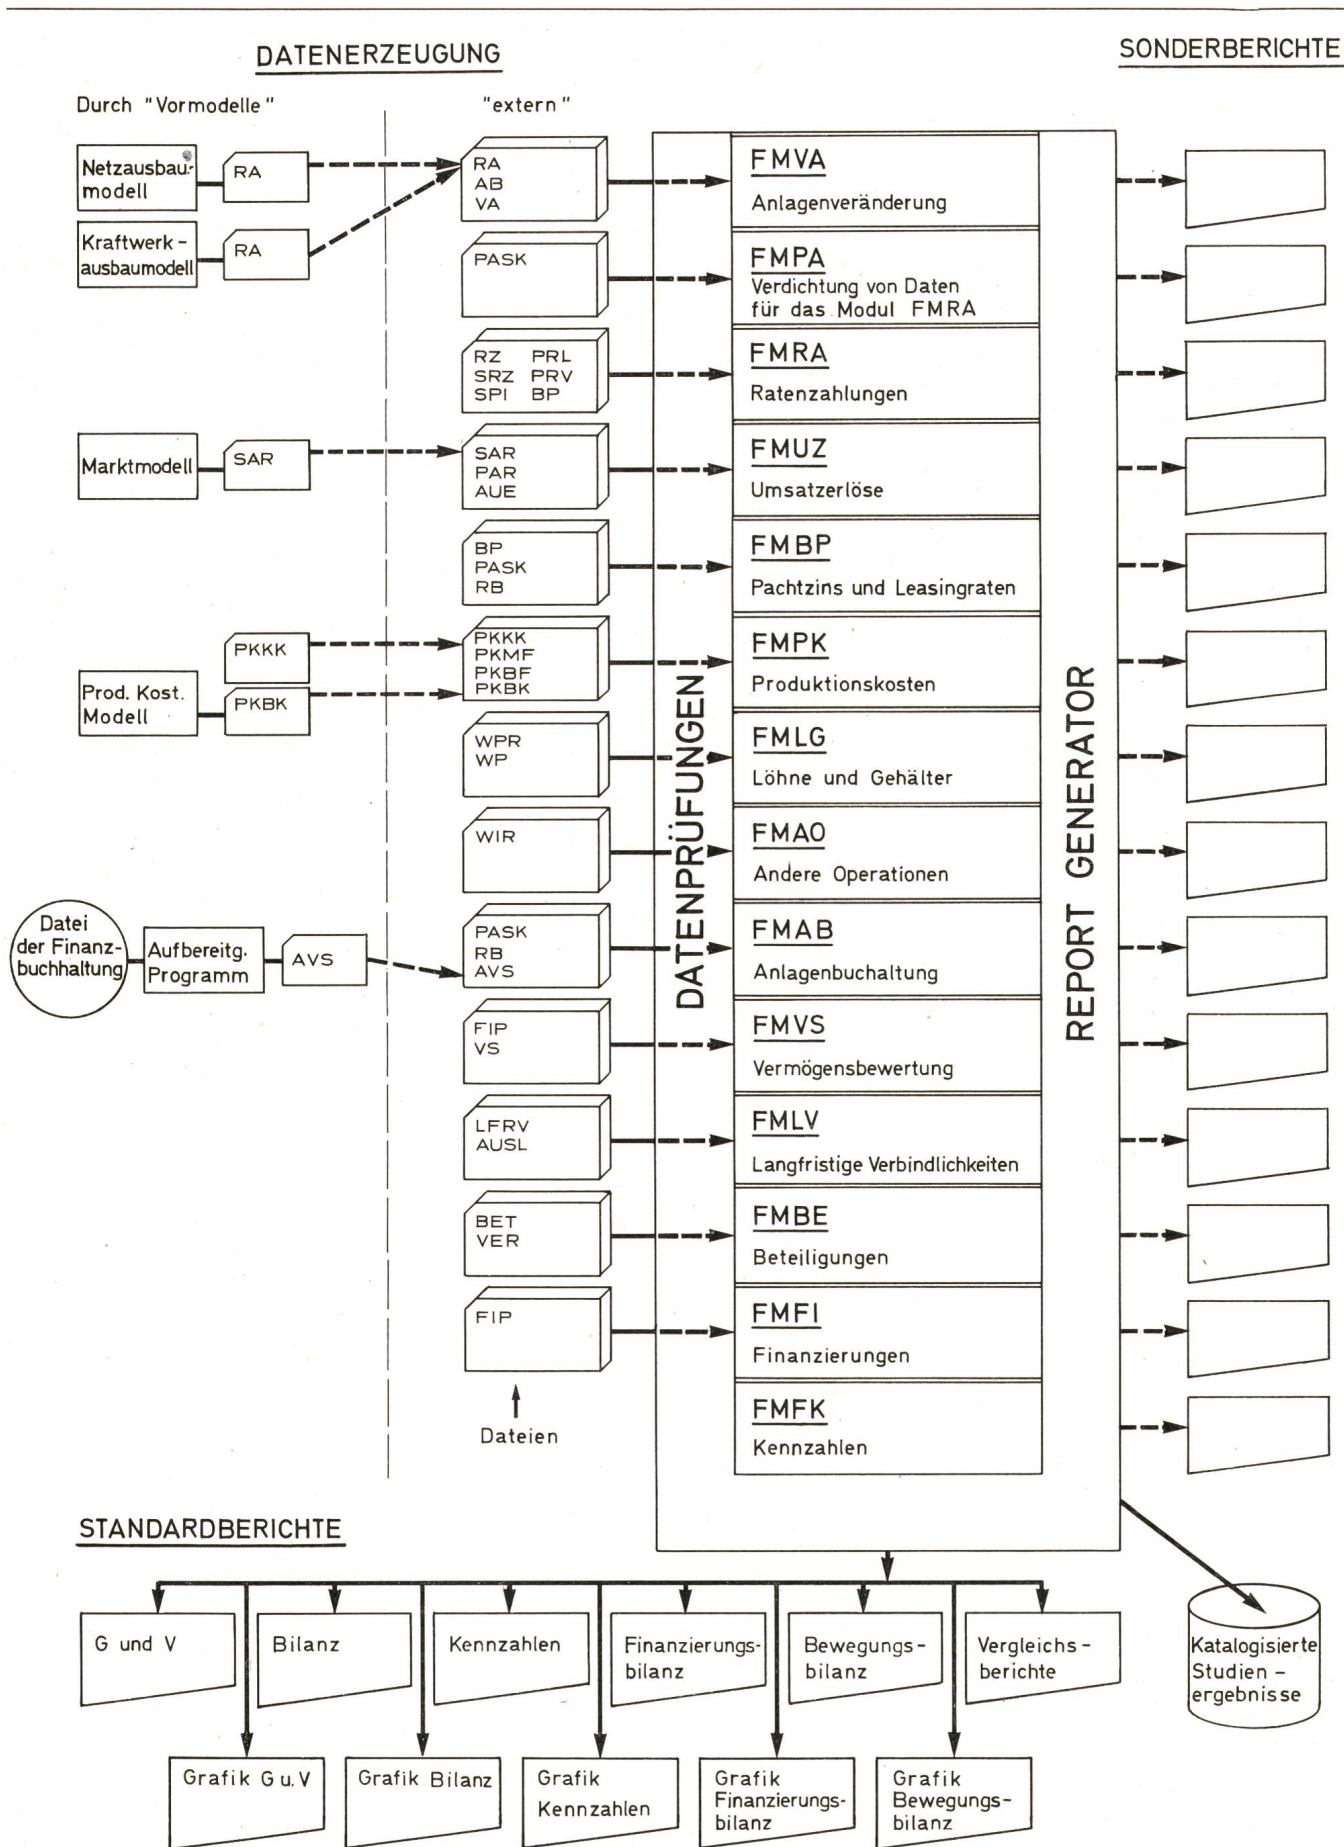 DATENERZEUGUNG
SONDERBERICHTE
Durch "Vormodelle"
"extern"
Netzausbau-
modell
RA
Kraftwerk-
ausbaumodell
RA
RA
AB
VA
FMVA
Anlagenveränderung
PASK
FMPA
Verdichtung von Daten
für das Modul FMRA
RZ PRL
SRZ PRV
SPI BP
FMRA
Ratenzahlungen
Marktmodell
SAR
SAR
PAR
AUE
FMUZ
Umsatzerlöse
BP
PASK
RB
FMBP
Pachtzins und Leasingraten
Prod. Kost.
Modell
PKKK
PKBK
PKKK
PKMF
PKBF
PKBK
FMPK
Produktionskosten
WPR
WP
FMLG
Löhne und Gehälter
WIR
FMAO
Andere Operationen
Datei
der Finanz-
buchhaltung
Aufbereitg.
Programm
AVS
PASK
RB
AVS
FMAB
Anlagenbuchaltung
FIP
VS
FMVS
Vermögensbewertung
LFRV
AUSL
FMLV
Langfristige Verbindlichkeiten
BET
VER
FMBE
Beteiligungen
FIP
FMFI
Finanzierungen
FMFK
Kennzahlen
Dateien
DATENPRÜFUNGEN
REPORT GENERATOR
STANDARDBERICHTE
G und V
Bilanz
Kennzahlen
Finanzierungs-
bilanz
Bewegungs-
bilanz
Vergleichs-
berichte
Katalogisierte
Studien-
ergebnisse
Grafik G u. V
Grafik Bilanz
Grafik
Kennzahlen
Grafik
Finanzierungs-
bilanz
Grafik
Bewegungs-
bilanz